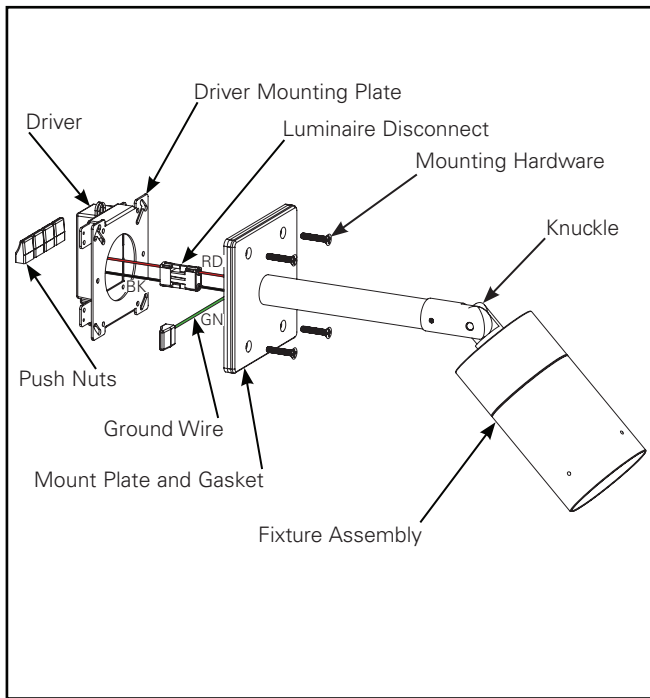 Driver Mounting Plate
Driver
Luminaire Disconnect
Mounting Hardware
Knuckle
RD
BK
GN
Push Nuts
Ground Wire
Mount Plate and Gasket
Fixture Assembly